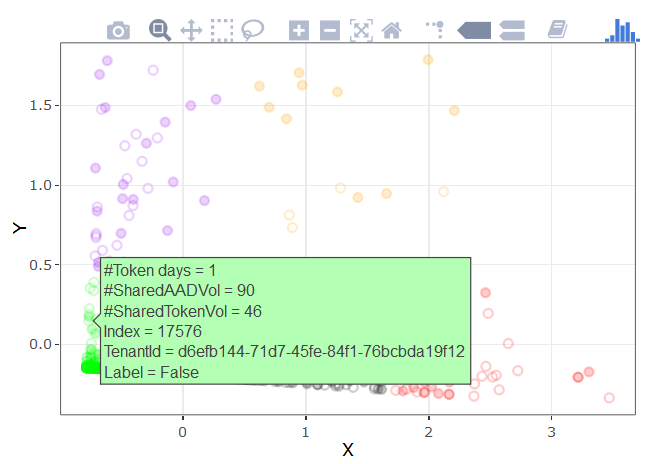 1.5
1.0
0.5
0.0
Y
#Token days = 1
#SharedAADVol = 90
#SharedTokenVol = 46
Index = 17576
TenantId = d6efb144-71d7-45fe-84f1-76bcbda19f12
Label = False
0 1 2 3
X